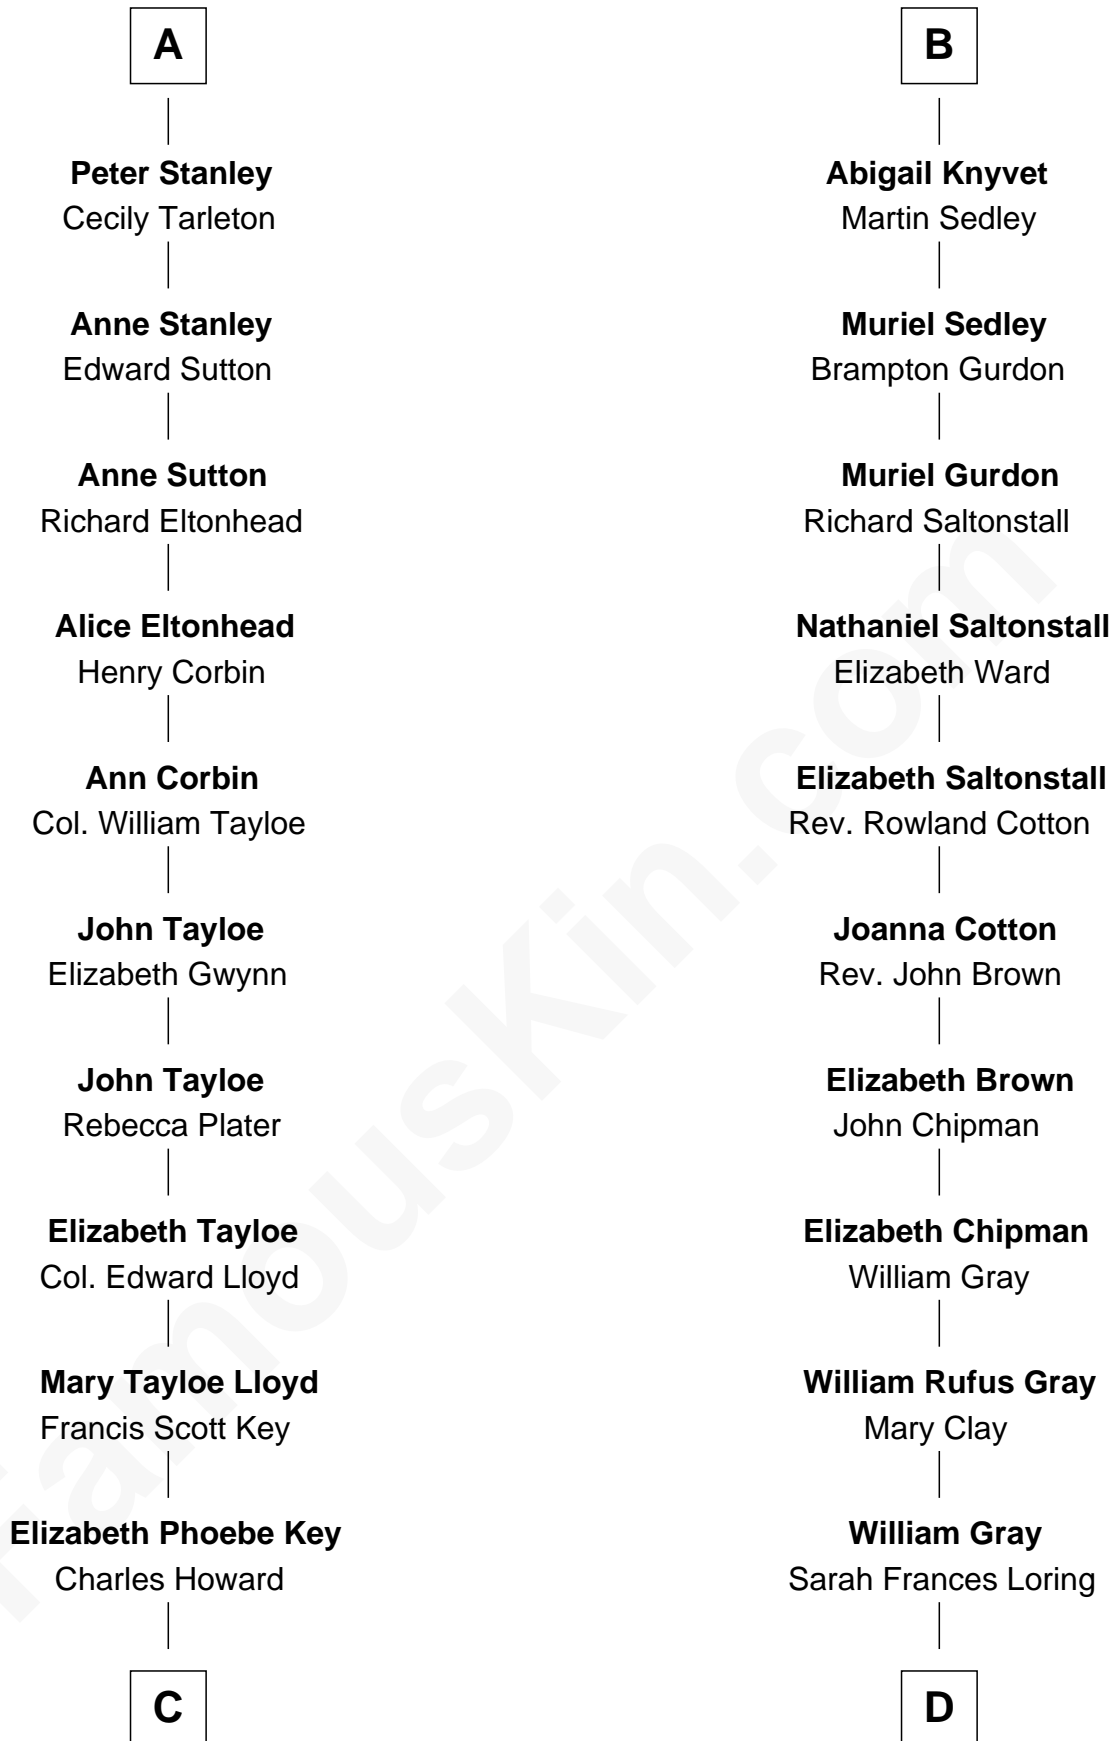 A
Peter Stanley
Cecily Tarleton
Anne Stanley
Edward Sutton
Anne Sutton
Richard Eltonhead
Alice Eltonhead
Henry Corbin
Ann Corbin
Col. William Tayloe
John Tayloe
Elizabeth Gwynn
John Tayloe
Rebecca Plater
Elizabeth Tayloe
Col. Edward Lloyd
Mary Tayloe Lloyd
Francis Scott Key
Elizabeth Phoebe Key
Charles Howard
C
B
Abigail Knyvet
Martin Sedley
Muriel Sedley
Brampton Gurdon
Muriel Gurdon
Richard Saltonstall
Nathaniel Saltonstall
Elizabeth Ward
Elizabeth Saltonstall
Rev. Rowland Cotton
Joanna Cotton
Rev. John Brown
Elizabeth Brown
John Chipman
Elizabeth Chipman
William Gray
William Rufus Gray
Mary Clay
William Gray
Sarah Frances Loring
D
FamousKin.com